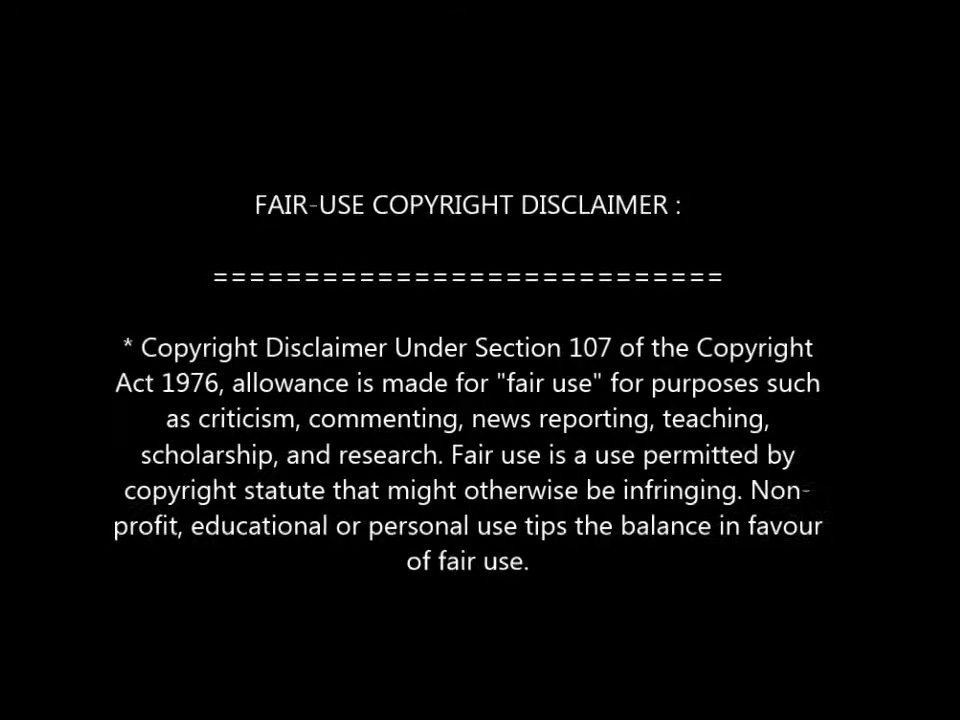 FAIR-USE COPYRIGHT DISCLAIMER :
============================
* Copyright Disclaimer Under Section 107 of the Copyright
Act 1976, allowance is made for "fair use" for purposes such
as criticism, commenting, news reporting, teaching,
scholarship, and research. Fair use is a use permitted by
copyright statute that might otherwise be infringing. Non-
profit, educational or personal use tips the balance in favour
of fair use.